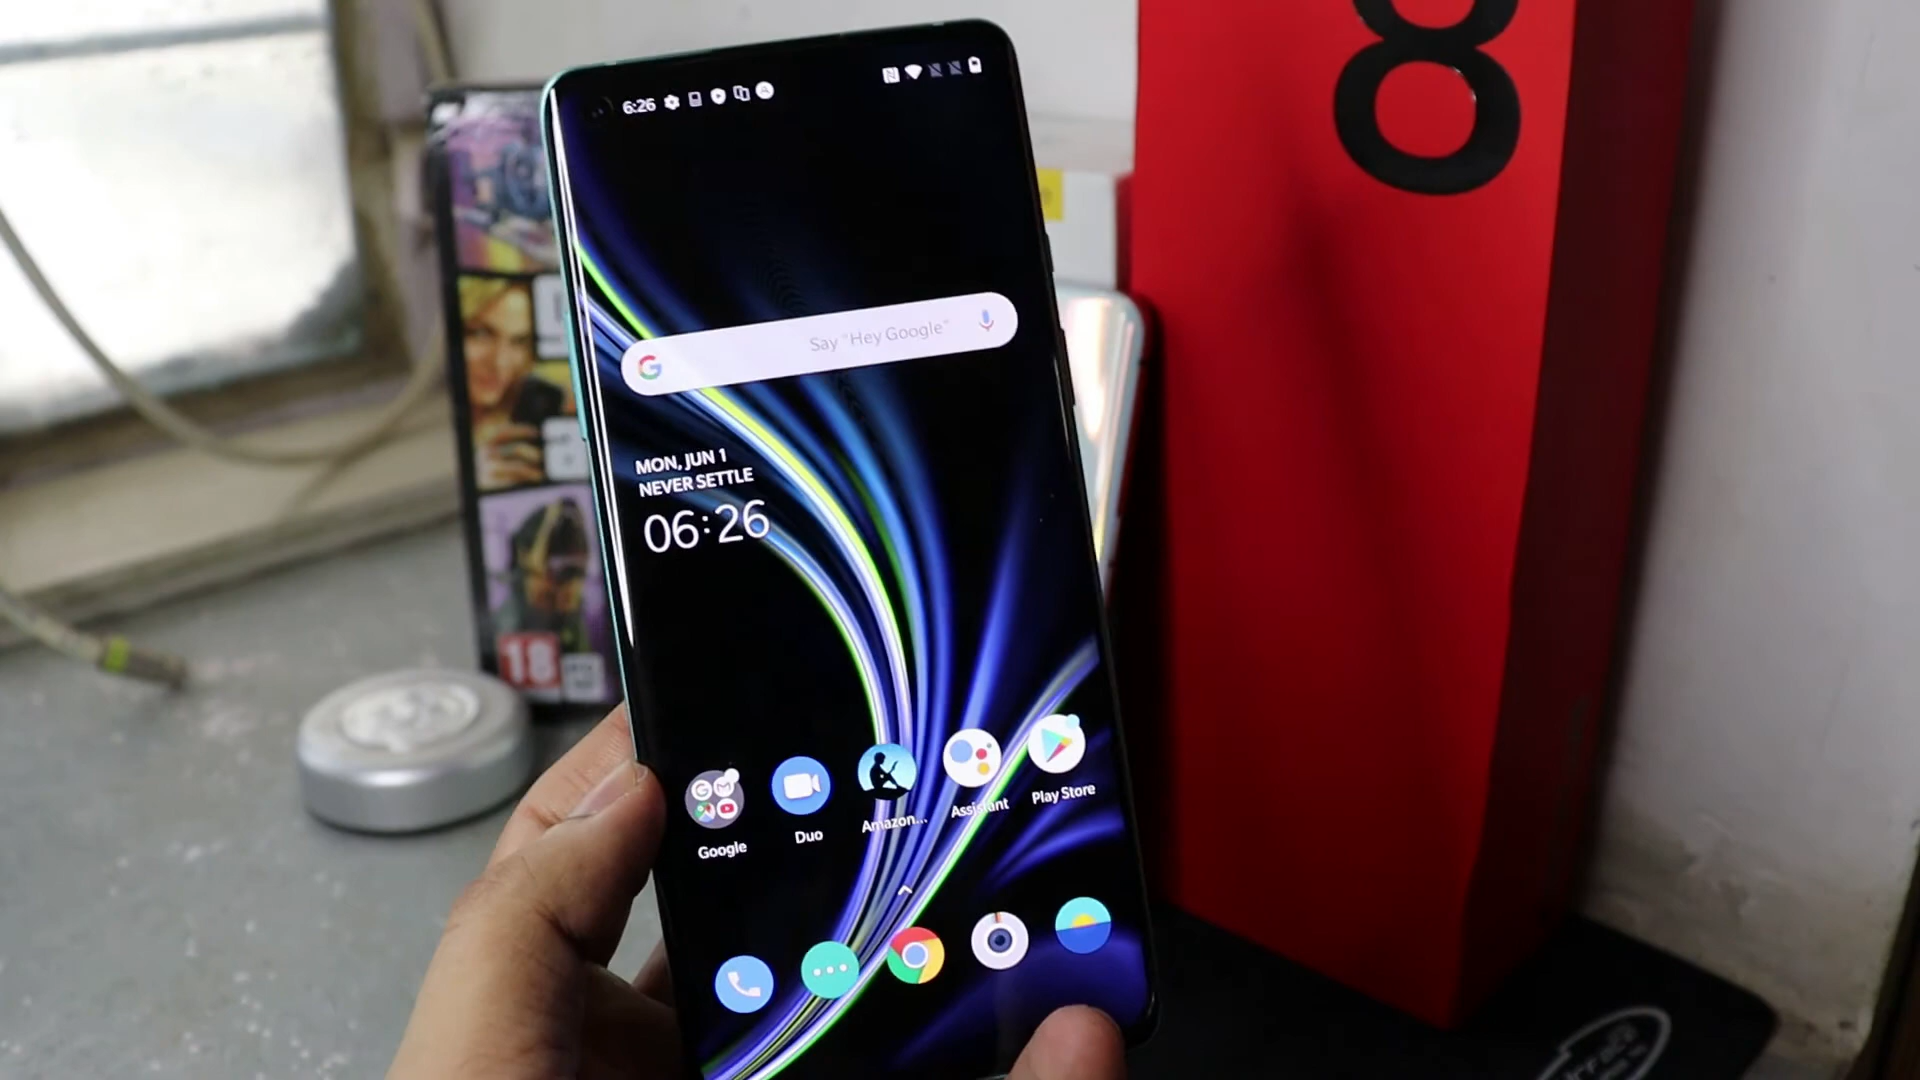 6:26
8
Say "Hey Google"
MON, JUN 1
NEVER SETTLE
06:26
Google
Duo
Amazon...
Assistant
Play Store
18